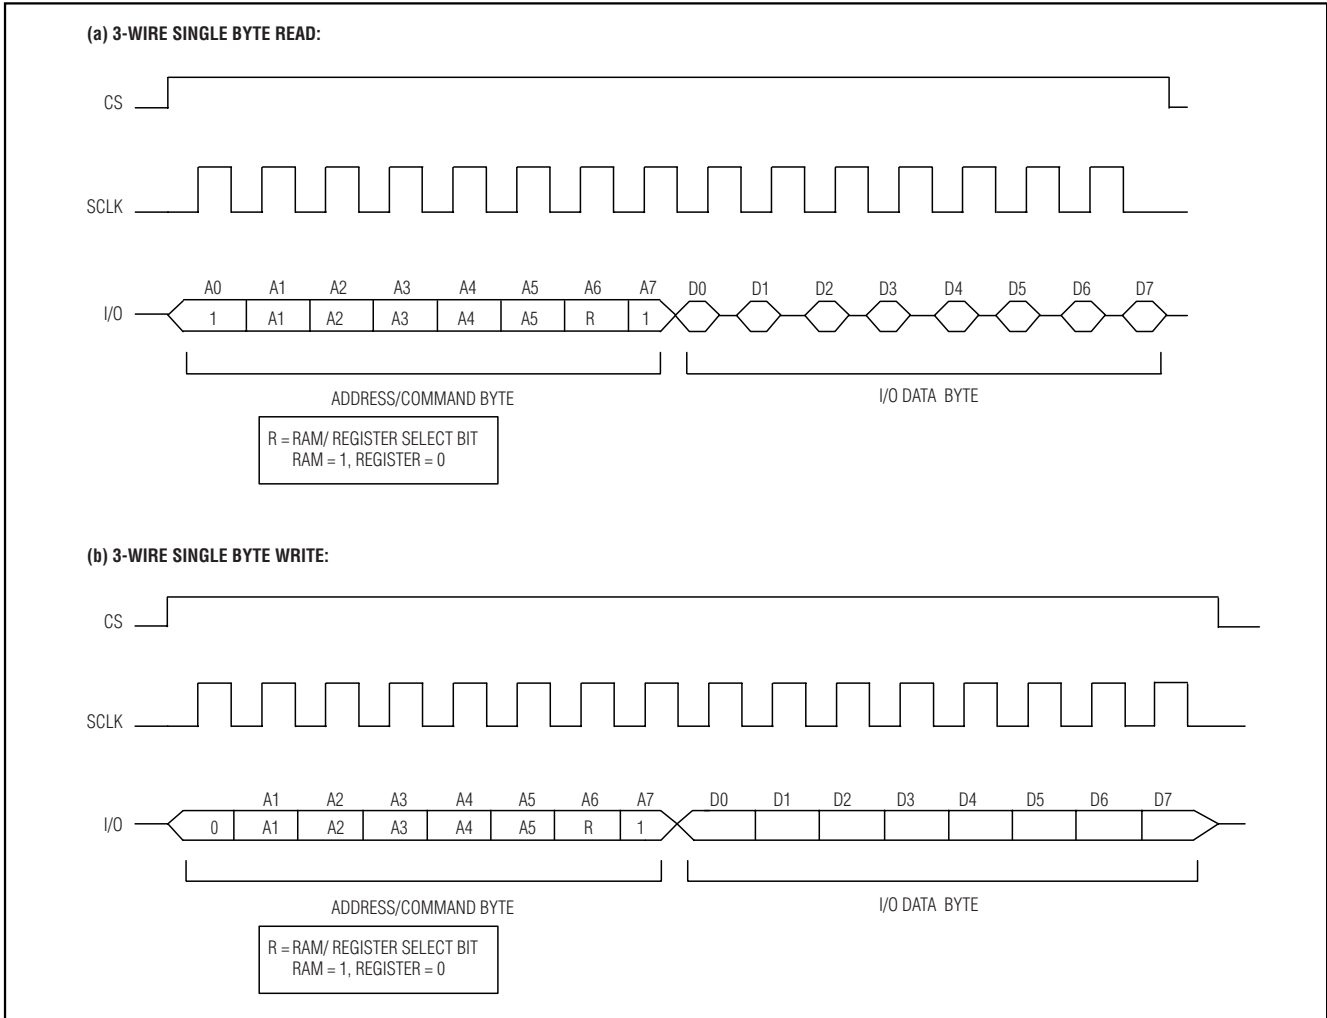 (a) 3-WIRE SINGLE BYTE READ:
CS
SCLK
A0 A1 A2 A3 A4 A5 A6 A7 D0 D1 D2 D3 D4 D5 D6 D7
I/O 1 A1 A2 A3 A4 A5 R 1
ADDRESS/COMMAND BYTE I/O DATA BYTE
R = RAM/ REGISTER SELECT BIT
RAM = 1, REGISTER = 0
(b) 3-WIRE SINGLE BYTE WRITE:
CS
SCLK
A1 A2 A3 A4 A5 A6 A7 D0 D1 D2 D3 D4 D5 D6 D7
I/O 0 A1 A2 A3 A4 A5 R 1
ADDRESS/COMMAND BYTE I/O DATA BYTE
R = RAM/ REGISTER SELECT BIT
RAM = 1, REGISTER = 0